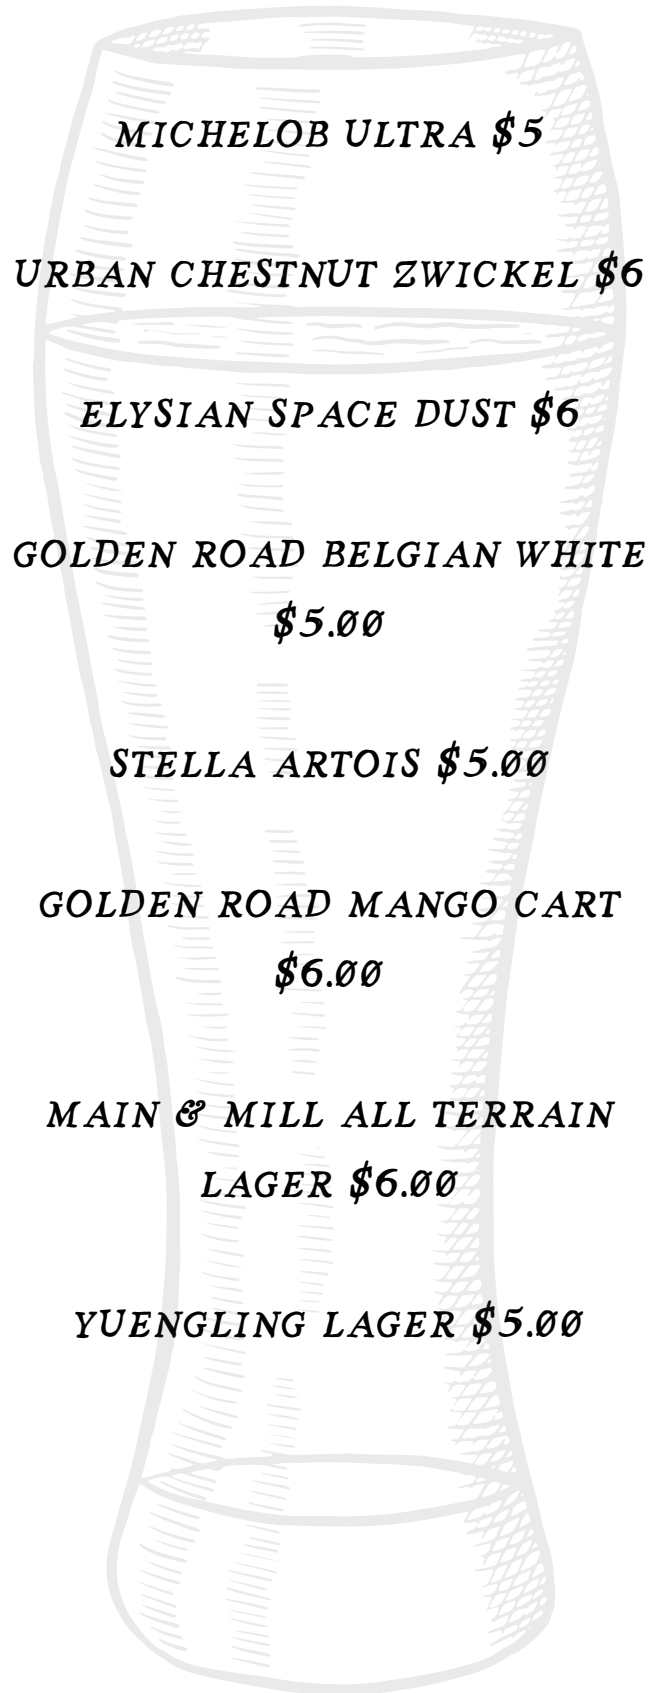 MICHELOB ULTRA $5
URBAN CHESTNUT ZWICKEL $6
ELYSIAN SPACE DUST $6
GOLDEN ROAD BELGIAN WHITE
$5.00
STELLA ARTOIS $5.00
GOLDEN ROAD MANGO CART
$6.00
MAIN & MILL ALL TERRAIN
LAGER $6.00
YUENGLING LAGER $5.00